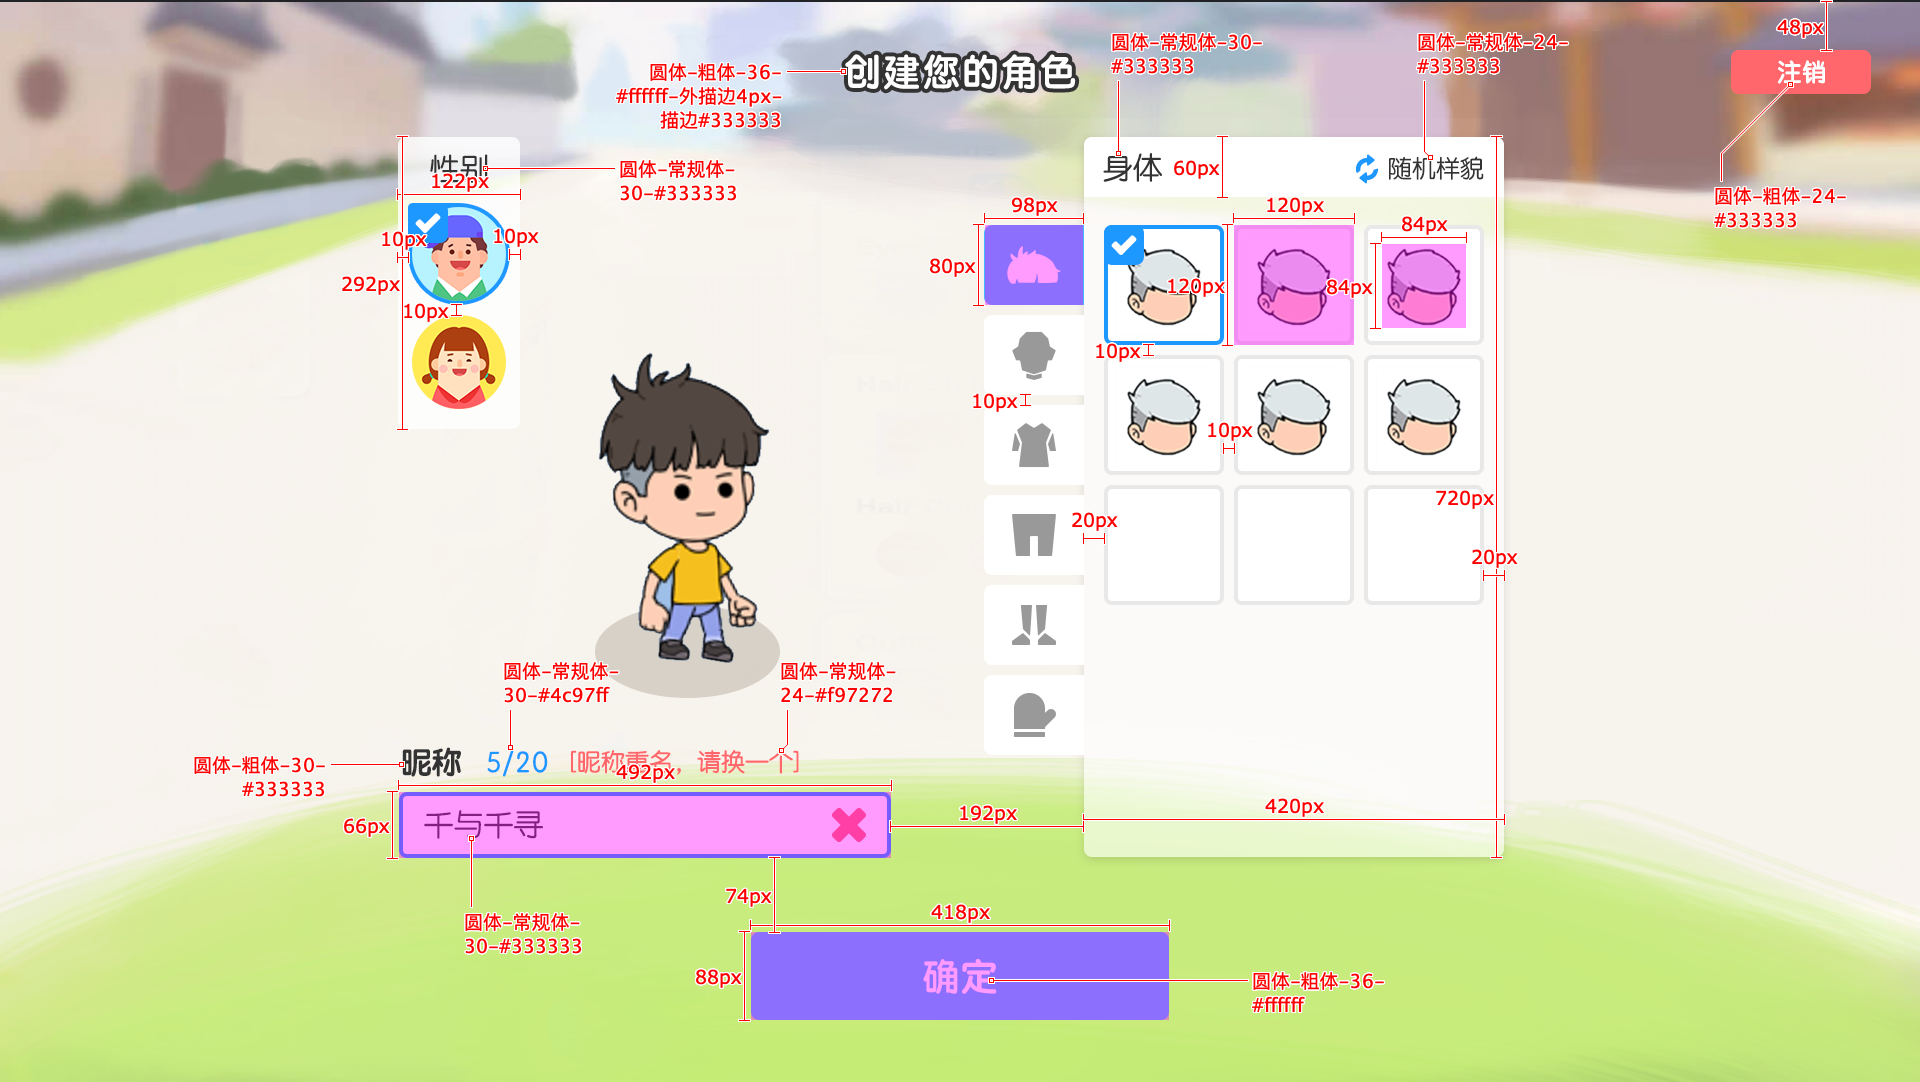 48px
圆体-常规体-30-
#333333
圆体-常规体-24-
#333333
圆体-粗体-36-
#ffffff-外描边4px-
描边#333333
创建您的角色
注销
性别
122px
圆体-常规体-
30-#333333
身体
60px
随机样貌
圆体-粗体-24-
#333333
98px
120px
84px
10px
10px
80px
292px
120px
84px
10px
10px
10px
10px
720px
20px
20px
圆体-常规体-
30-#4c97ff
圆体-常规体-
24-#f97272
圆体-粗体-30-
#333333
昵称
5/20
[昵称重名，请换一个]
492px
66px
千与千寻
192px
420px
74px
圆体-常规体-
30-#333333
418px
88px
确定
圆体-粗体-36-
#ffffff